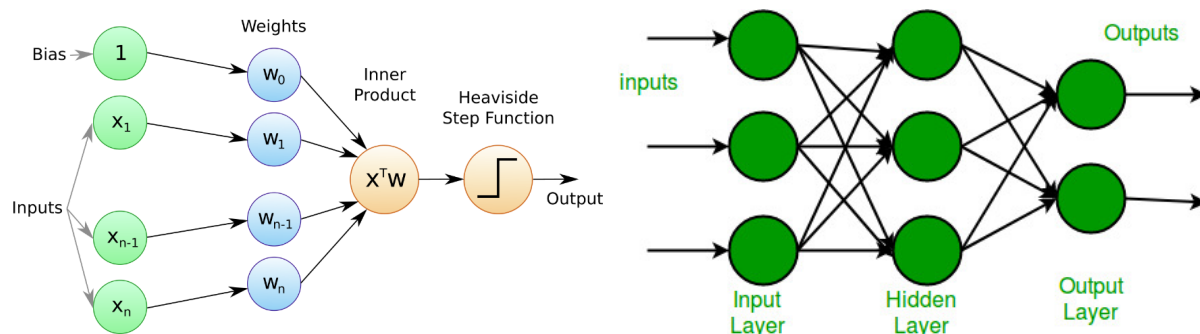 Weights
Bias
1
w₀
Inner
Product
Heaviside
Step Function
x₁
w₁
xᵀw
Output
Inputs
xₙ₋₁
wₙ₋₁
xₙ
wₙ
inputs
Outputs
Input
Layer
Hidden
Layer
Output
Layer